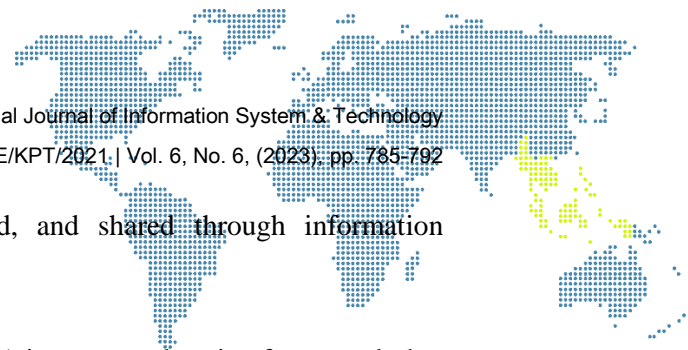 al Journal of Information System & Technology
E/KPT/2021 | Vol. 6, No. 6, (2023), pp. 785-792
d, and shared through information